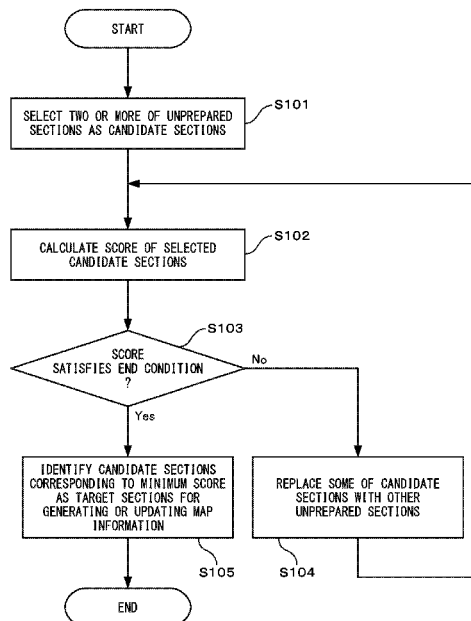 START
SELECT TWO OR MORE OF UNPREPARED
SECTIONS AS CANDIDATE SECTIONS
S101
CALCULATE SCORE OF SELECTED
CANDIDATE SECTIONS
S102
SCORE
SATISFIES END CONDITION
?
S103
No
Yes
IDENTIFY CANDIDATE SECTIONS
CORRESPONDING TO MINIMUM SCORE
AS TARGET SECTIONS FOR
GENERATING OR UPDATING MAP
INFORMATION
S105
REPLACE SOME OF CANDIDATE
SECTIONS WITH OTHER
UNPREPARED SECTIONS
S104
END